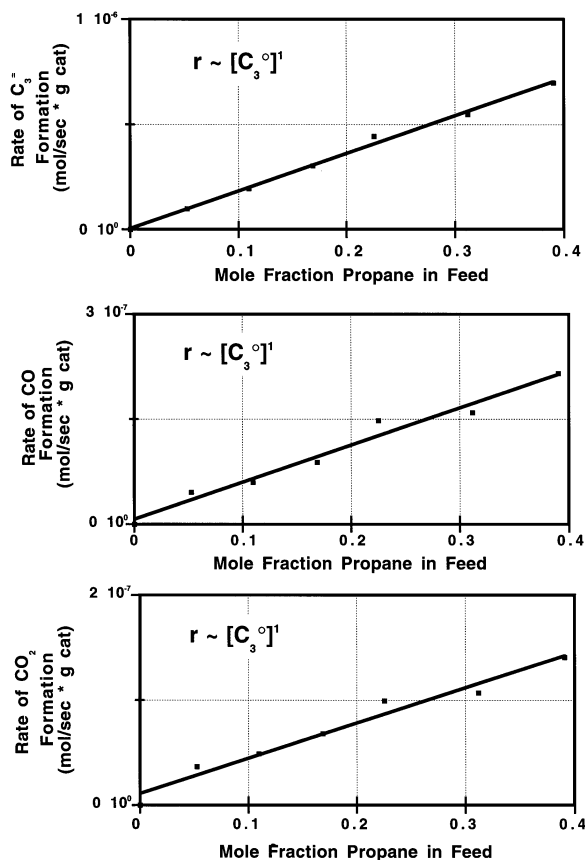 1 10⁻⁶
r ~ [C₃°]¹
Rate of C₃⁼
Formation
(mol/sec * g cat)
0 10⁰
0 0.1 0.2 0.3 0.4
Mole Fraction Propane in Feed
3 10⁻⁷
r ~ [C₃°]¹
Rate of CO
Formation
(mol/sec * g cat)
0 10⁰
0 0.1 0.2 0.3 0.4
Mole Fraction Propane in Feed
2 10⁻⁷
r ~ [C₃°]¹
Rate of CO₂
Formation
(mol/sec * g cat)
0 10⁰
0 0.1 0.2 0.3 0.4
Mole Fraction Propane in Feed